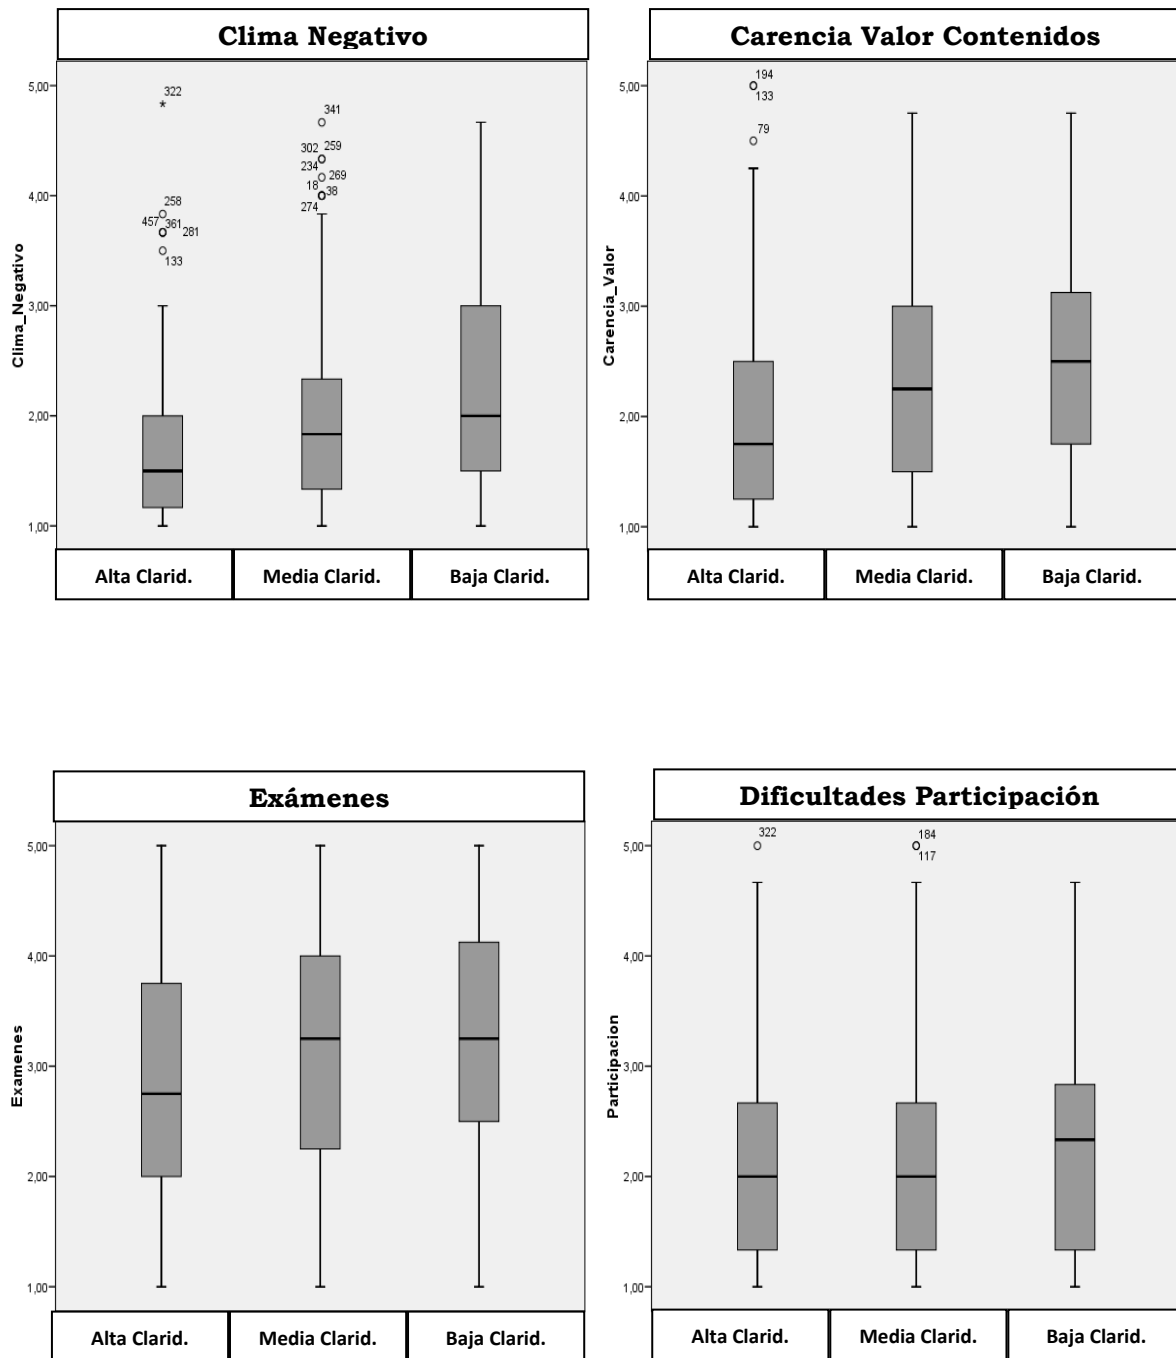 Clima Negativo
Clima_Negativo
5,00
4,00
3,00
2,00
1,00
322
258
457 361 281
133
341
302 259
234 269
18 38
274
Alta Clarid. Media Clarid. Baja Clarid.
Carencia Valor Contenidos
Carencia_Valor
5,00
4,00
3,00
2,00
1,00
194
133
79
Alta Clarid. Media Clarid. Baja Clarid.
Exámenes
Examenes
5,00
4,00
3,00
2,00
1,00
Alta Clarid. Media Clarid. Baja Clarid.
Dificultades Participación
Participacion
5,00
4,00
3,00
2,00
1,00
322
184
117
Alta Clarid. Media Clarid. Baja Clarid.